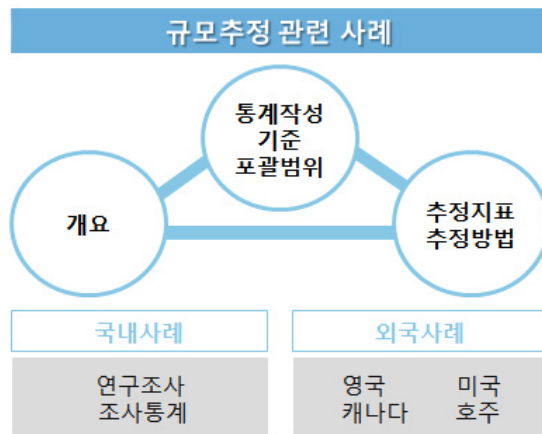 규모추정 관련 사례
통계작성
기준
포괄범위
개요
추정지표
추정방법
국내사례
외국사례
연구조사
조사통계
영국 미국
캐나다 호주